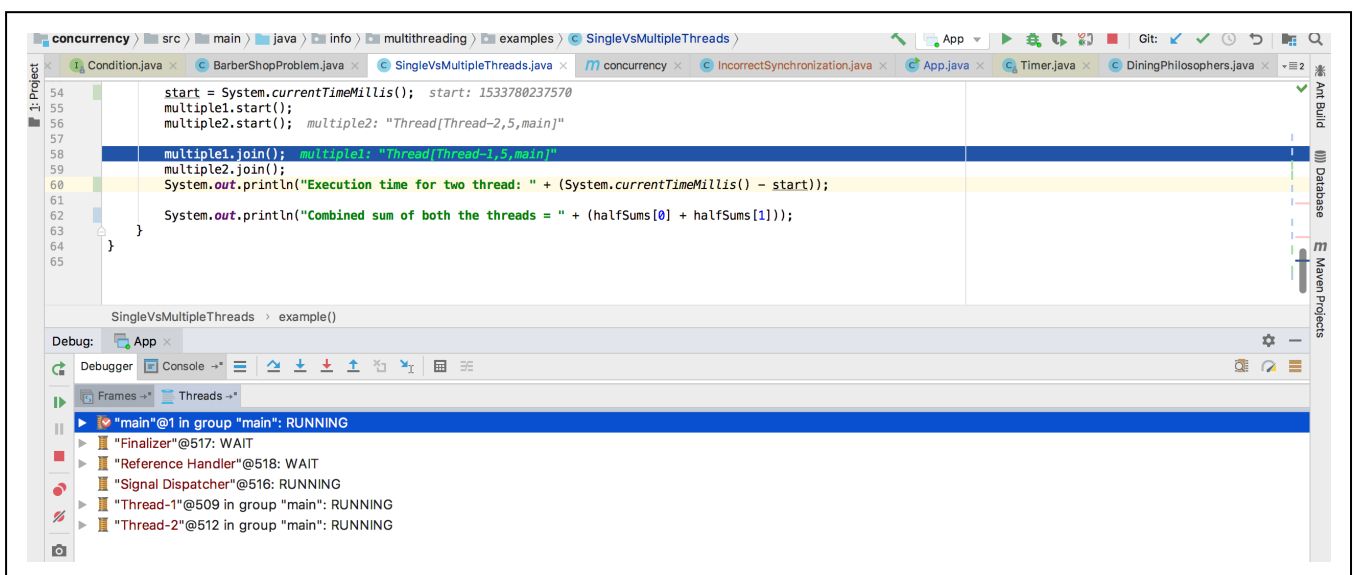 concurrency src main java info multithreading examples SingleVsMultipleThreads App Git:
Condition.java BarberShopProblem.java SingleVsMultipleThreads.java concurrency IncorrectSynchronization.java App.java Timer.java DiningPhilosophers.java 2
1: Project
54 start = System.currentTimeMillis(); start: 1533780237570
55 multiple1.start();
56 multiple2.start(); multiple2: "Thread[Thread-2,5,main]"
57
58 multiple1.join(); multiple1: "Thread[Thread-1,5,main]"
59 multiple2.join();
60 System.out.println("Execution time for two thread: " + (System.currentTimeMillis() - start));
61
62 System.out.println("Combined sum of both the threads = " + (halfSums[0] + halfSums[1]));
63 }
64 }
65
Ant Build
Database
Maven Projects
SingleVsMultipleThreads › example()
Debug: App
Debugger Console
Frames Threads
"main"@1 in group "main": RUNNING
"Finalizer"@517: WAIT
"Reference Handler"@518: WAIT
"Signal Dispatcher"@516: RUNNING
"Thread-1"@509 in group "main": RUNNING
"Thread-2"@512 in group "main": RUNNING